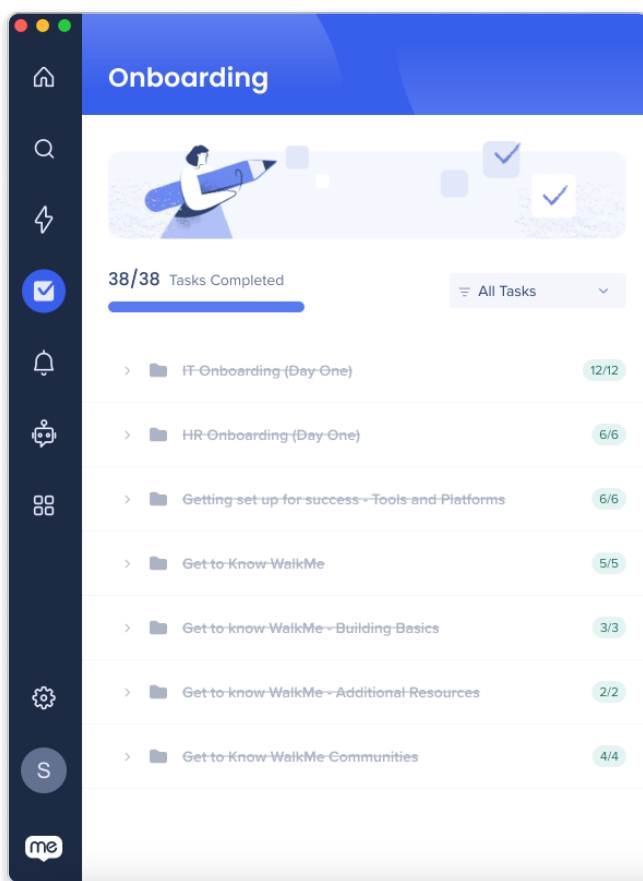 Onboarding
38/38 Tasks Completed
All Tasks
IT Onboarding (Day One) 12/12
HR Onboarding (Day One) 6/6
Getting set up for success - Tools and Platforms 6/6
Get to Know WalkMe 5/5
Get to know WalkMe - Building Basics 3/3
Get to know WalkMe - Additional Resources 2/2
Get to Know WalkMe Communities 4/4
S
me